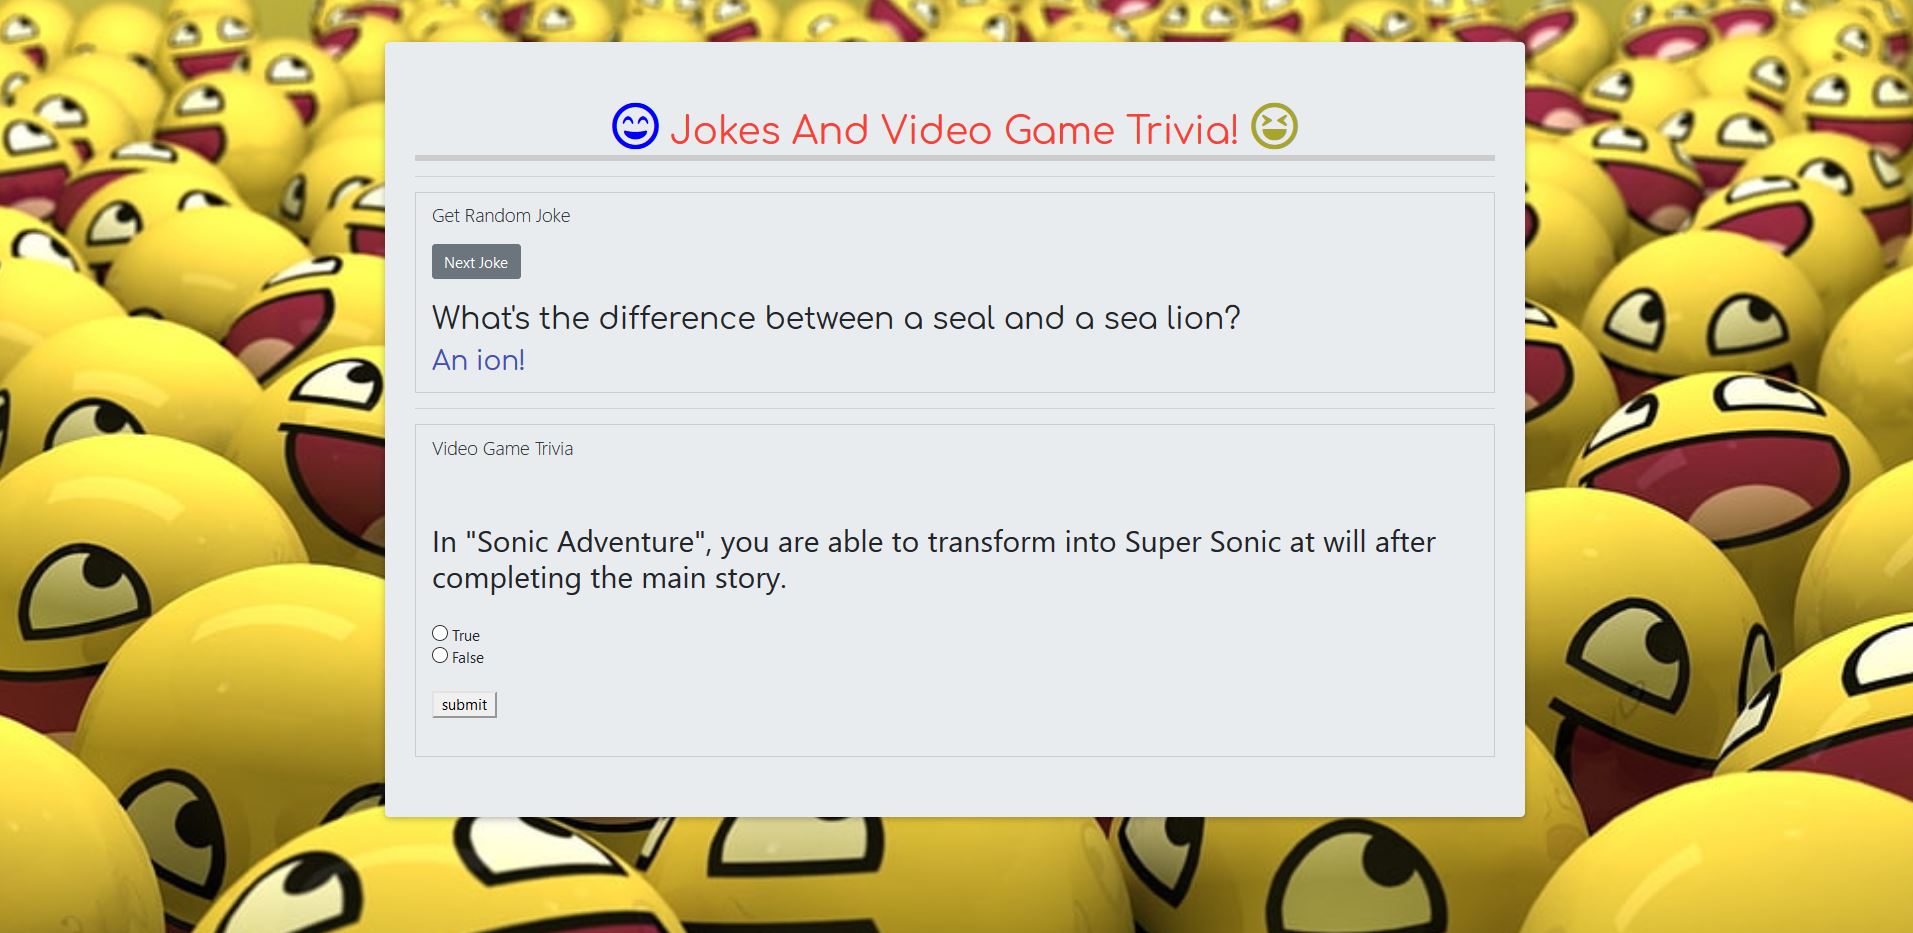 Jokes And Video Game Trivia!
Get Random Joke
Next Joke
What's the difference between a seal and a sea lion?
An ion!
Video Game Trivia
In "Sonic Adventure", you are able to transform into Super Sonic at will after
completing the main story.
True
False
submit